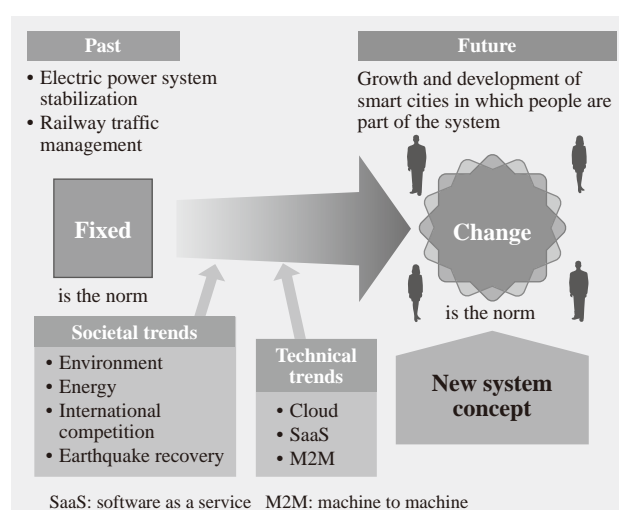 Past
• Electric power system
stabilization
• Railway traffic
management
Fixed
is the norm
Future
Growth and development of
smart cities in which people are
part of the system
Change
is the norm
Societal trends
• Environment
• Energy
• International
competition
• Earthquake recovery
Technical
trends
• Cloud
• SaaS
• M2M
New system
concept
SaaS: software as a service M2M: machine to machine